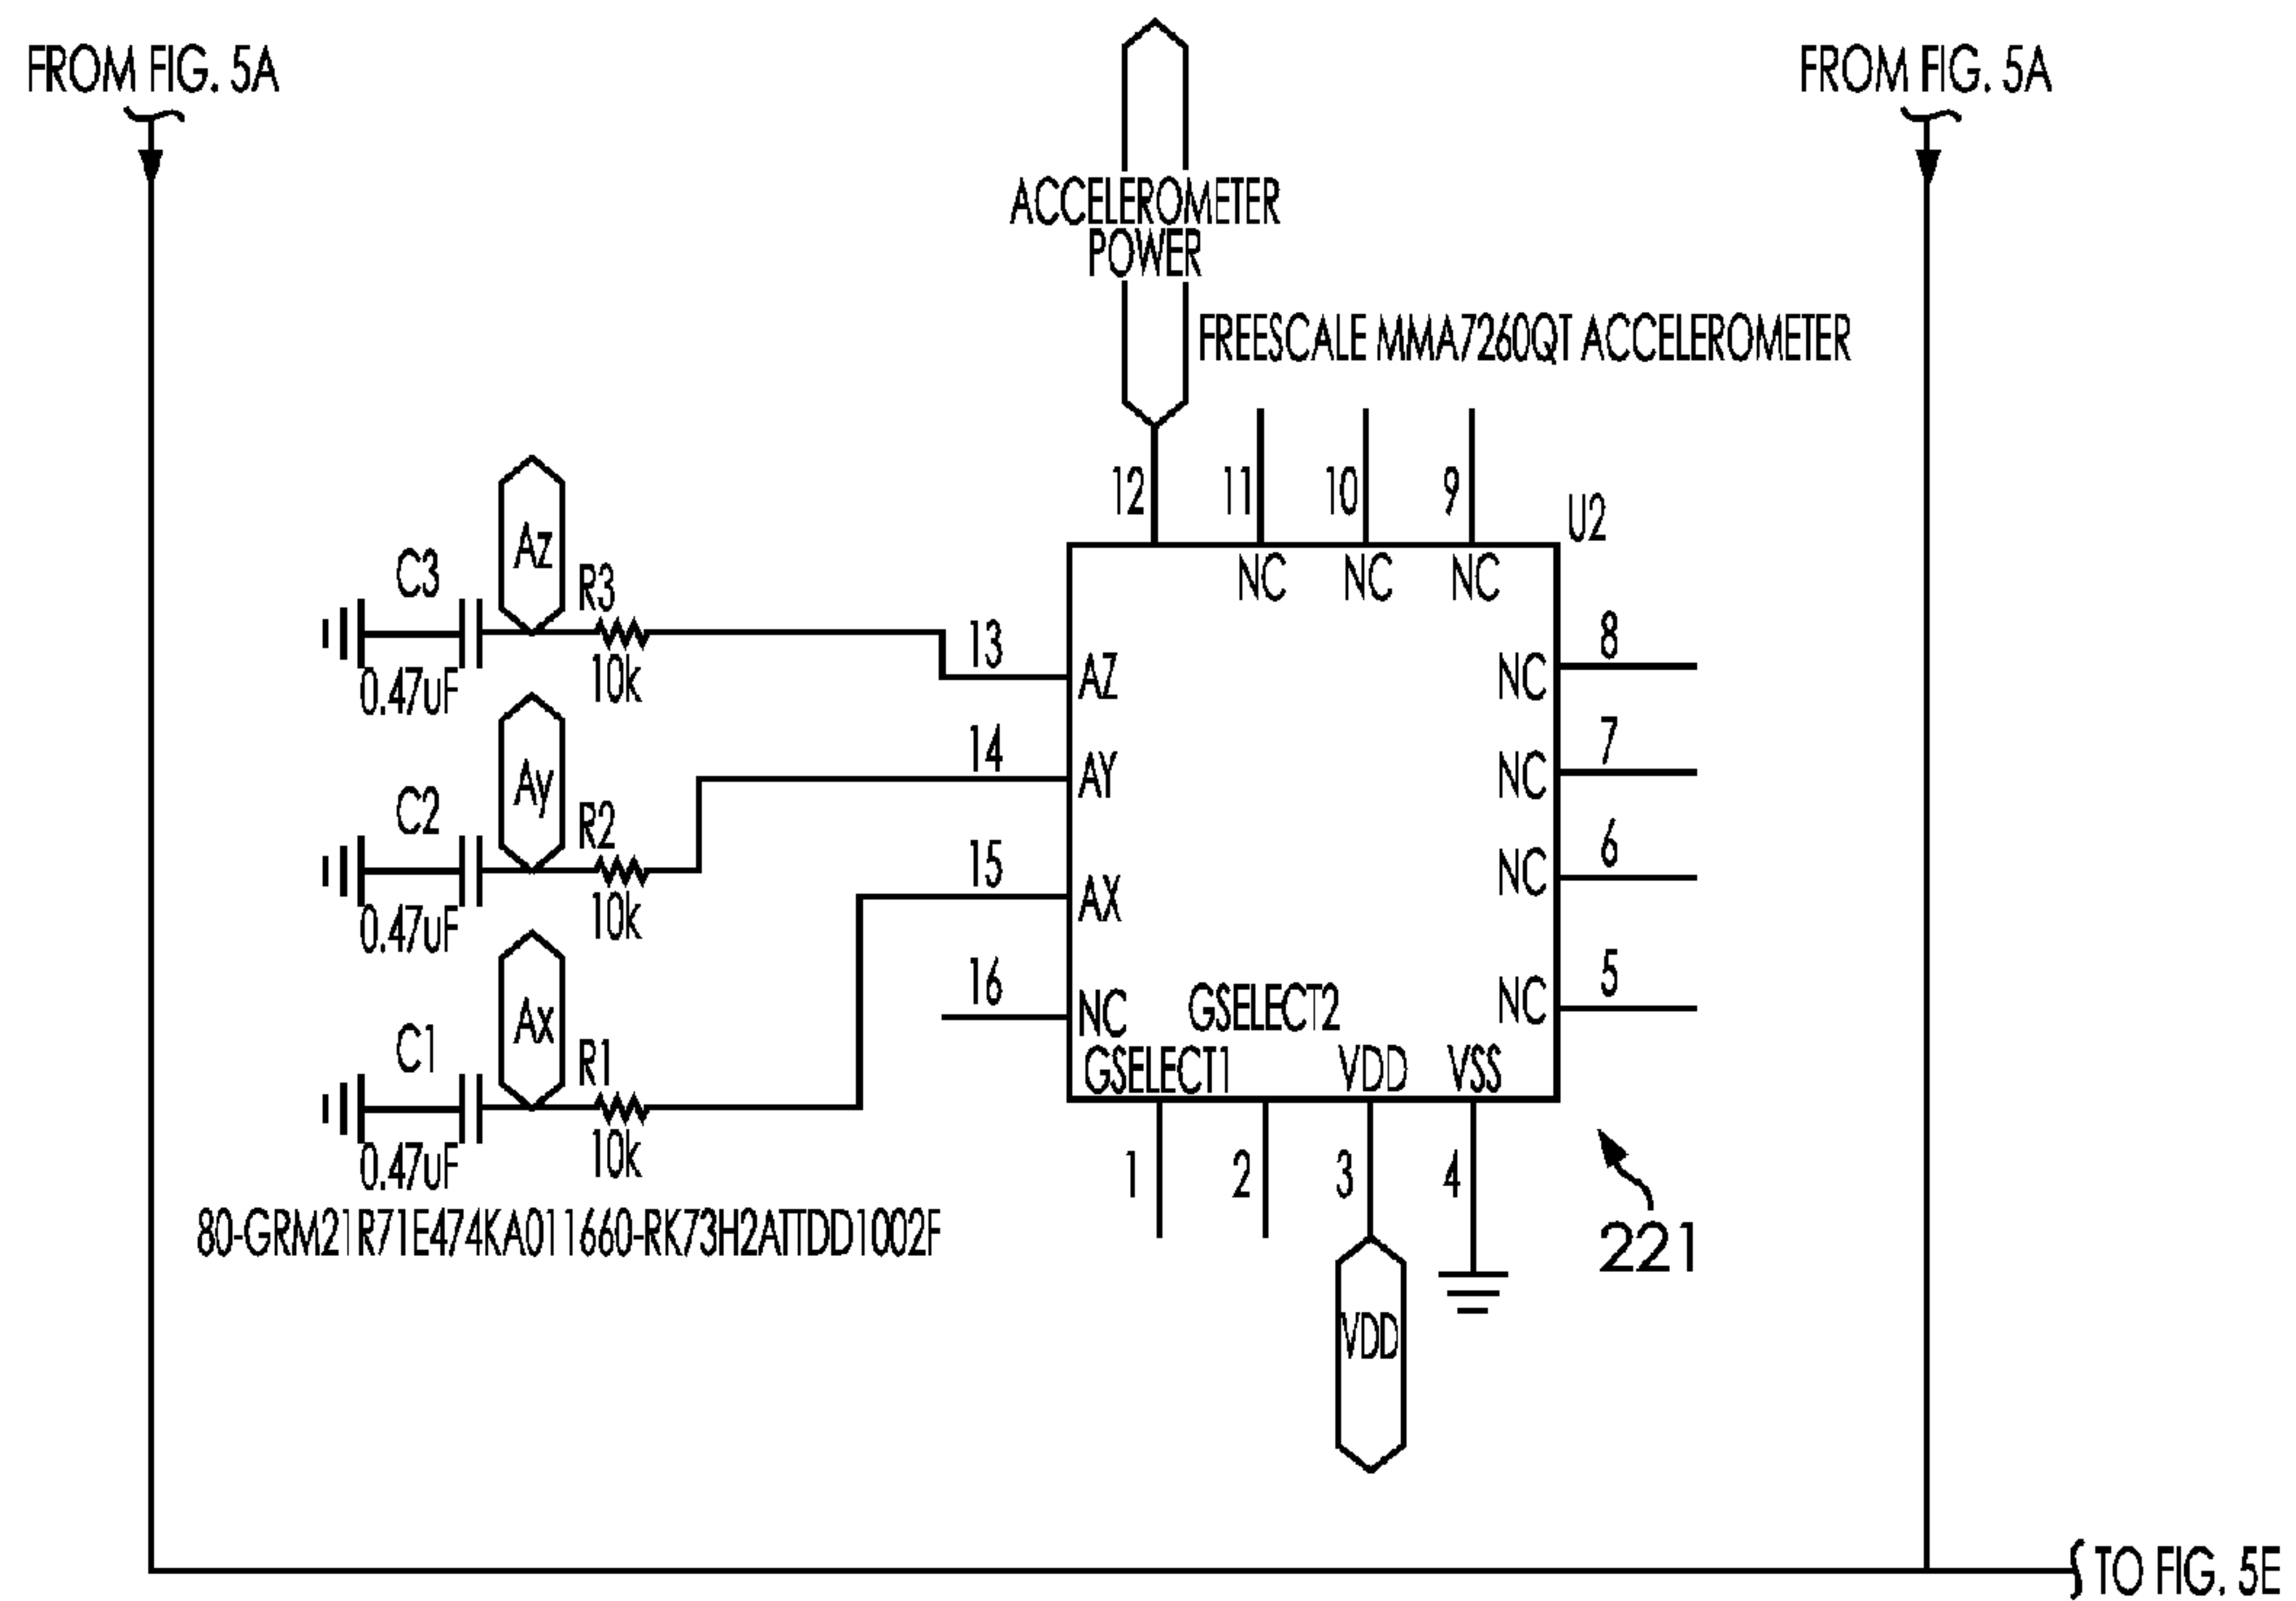 FROM FIG. 5A
FROM FIG. 5A
ACCELEROMETER
POWER
FREESCALE MMA7260QT ACCELEROMETER
12
11
10
9
U2
NC
NC
NC
Az
C3
R3
0.47uF
10k
13
AZ
NC
8
Ay
C2
R2
0.47uF
10k
14
AY
NC
7
15
AX
NC
6
Ax
C1
R1
0.47uF
10k
16
NC
GSELECT2
NC
5
GSELECT1
VDD
VSS
1
2
3
4
80-GRM21R71E474KA011660-RK73H2ATTDD1002F
221
VDD
TO FIG. 5E